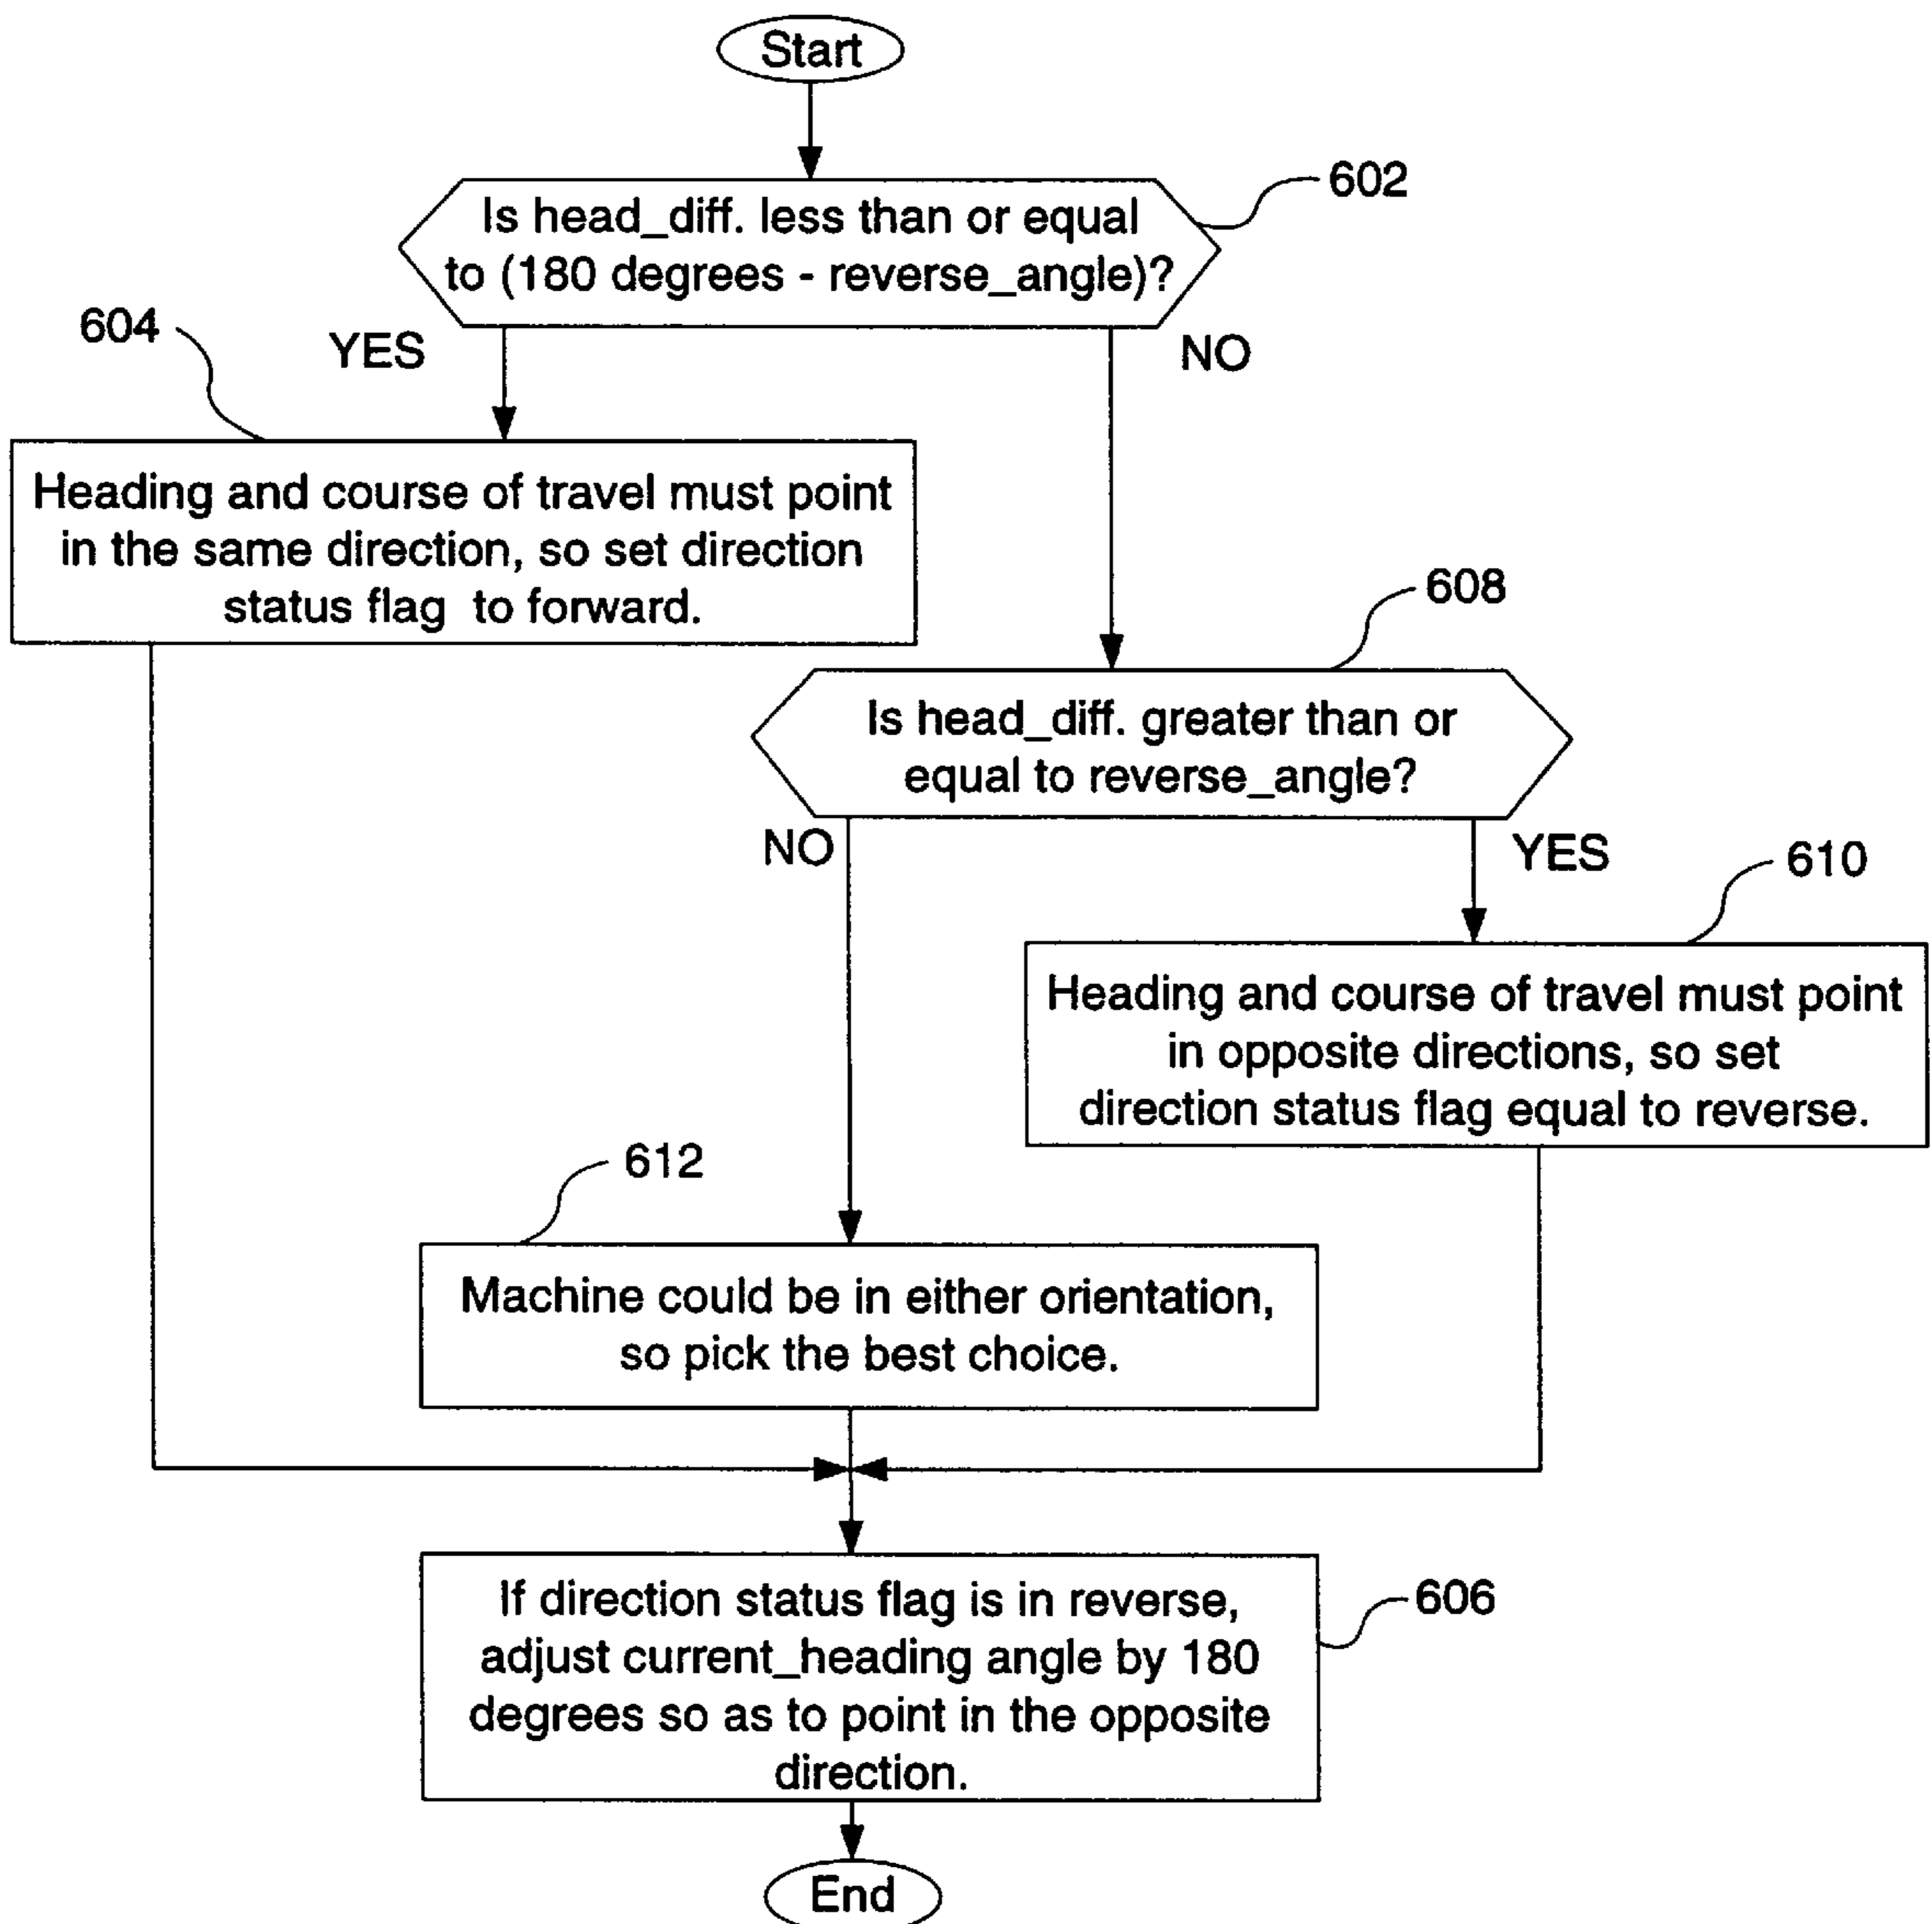 Start
Is head_diff. less than or equal
to (180 degrees - reverse_angle)?
602
604
YES
NO
Heading and course of travel must point
in the same direction, so set direction
status flag to forward.
608
Is head_diff. greater than or
equal to reverse_angle?
NO
YES
610
Heading and course of travel must point
in opposite directions, so set
direction status flag equal to reverse.
612
Machine could be in either orientation,
so pick the best choice.
If direction status flag is in reverse,
adjust current_heading angle by 180
degrees so as to point in the opposite
direction.
606
End